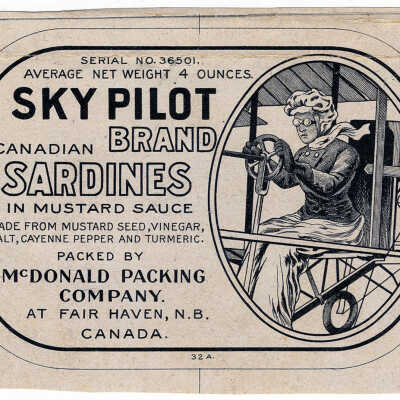 SERIAL NO. 36501.
AVERAGE NET WEIGHT 4 OUNCES.
SKY PILOT
CANADIAN BRAND
SARDINES
IN MUSTARD SAUCE
MADE FROM MUSTARD SEED, VINEGAR,
SALT, CAYENNE PEPPER AND TURMERIC.
PACKED BY
McDONALD PACKING
COMPANY.
AT FAIR HAVEN, N.B.
CANADA.
32A.